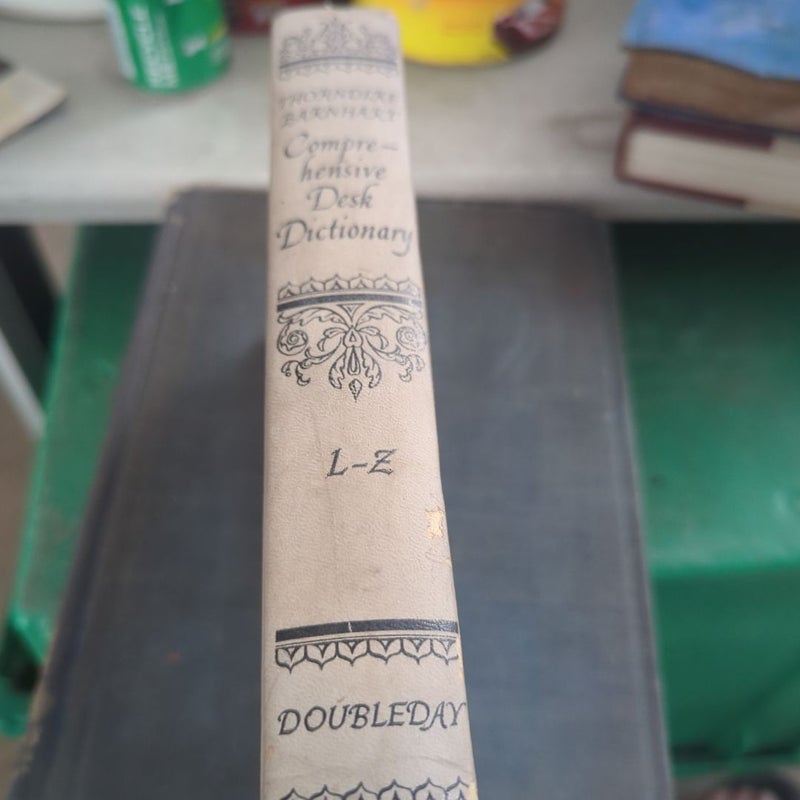 THORNDIKE
BARNHART
Compre-
hensive
Desk
Dictionary
L-Z
DOUBLEDAY